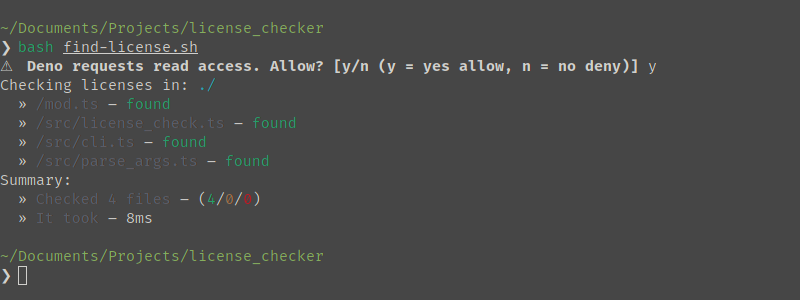 ~/Documents/Projects/license_checker
❯ bash find-license.sh
⚠ Deno requests read access. Allow? [y/n (y = yes allow, n = no deny)] y
Checking licenses in: ./
» /mod.ts — found
» /src/license_check.ts — found
» /src/cli.ts — found
» /src/parse_args.ts — found
Summary:
» Checked 4 files — (4/0/0)
» It took — 8ms
~/Documents/Projects/license_checker
❯